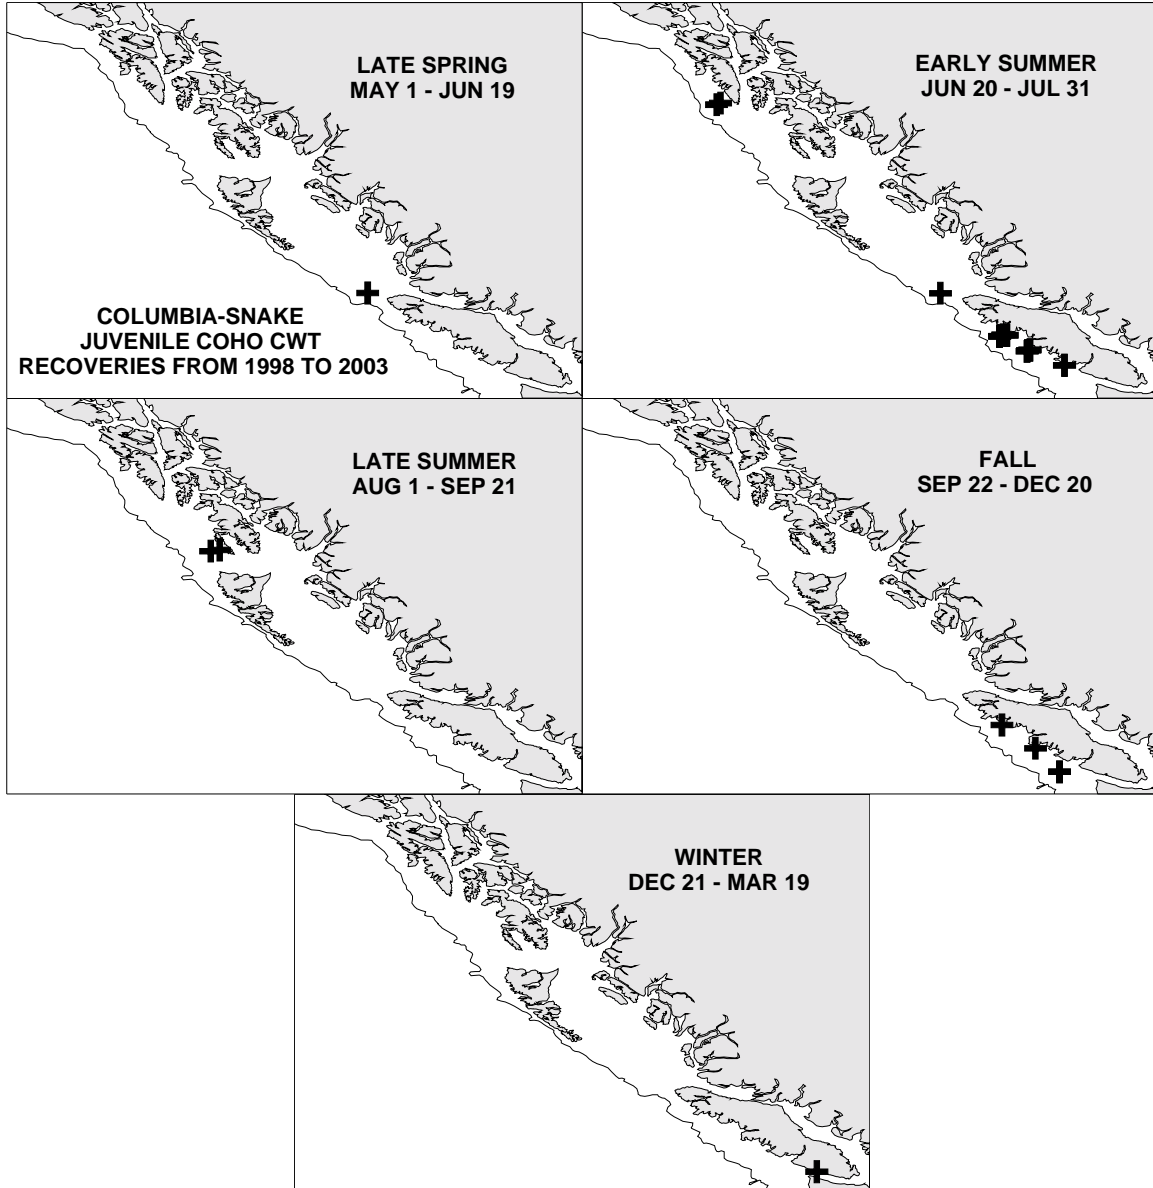 LATE SPRING
MAY 1 - JUN 19
COLUMBIA-SNAKE
JUVENILE COHO CWT
RECOVERIES FROM 1998 TO 2003
EARLY SUMMER
JUN 20 - JUL 31
LATE SUMMER
AUG 1 - SEP 21
FALL
SEP 22 - DEC 20
WINTER
DEC 21 - MAR 19